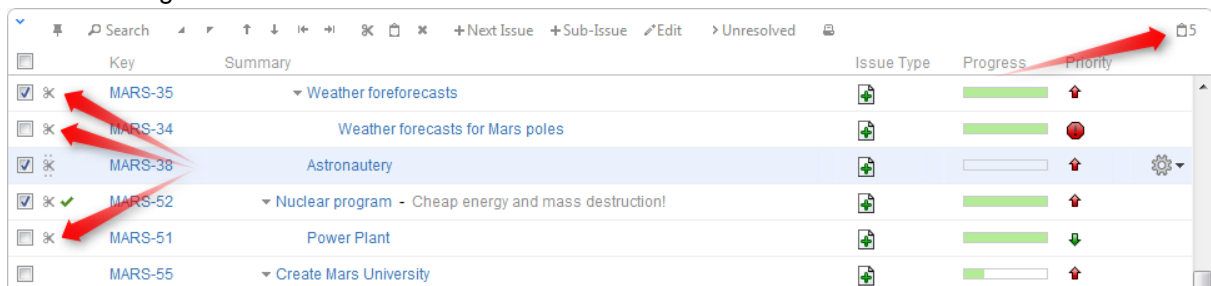 Search +Next Issue +Sub-Issue Edit Unresolved 5
Key Summary Issue Type Progress Priority
MARS-35 Weather foreforecasts
MARS-34 Weather forecasts for Mars poles
MARS-38 Astronautery
MARS-52 Nuclear program - Cheap energy and mass destruction!
MARS-51 Power Plant
MARS-55 Create Mars University